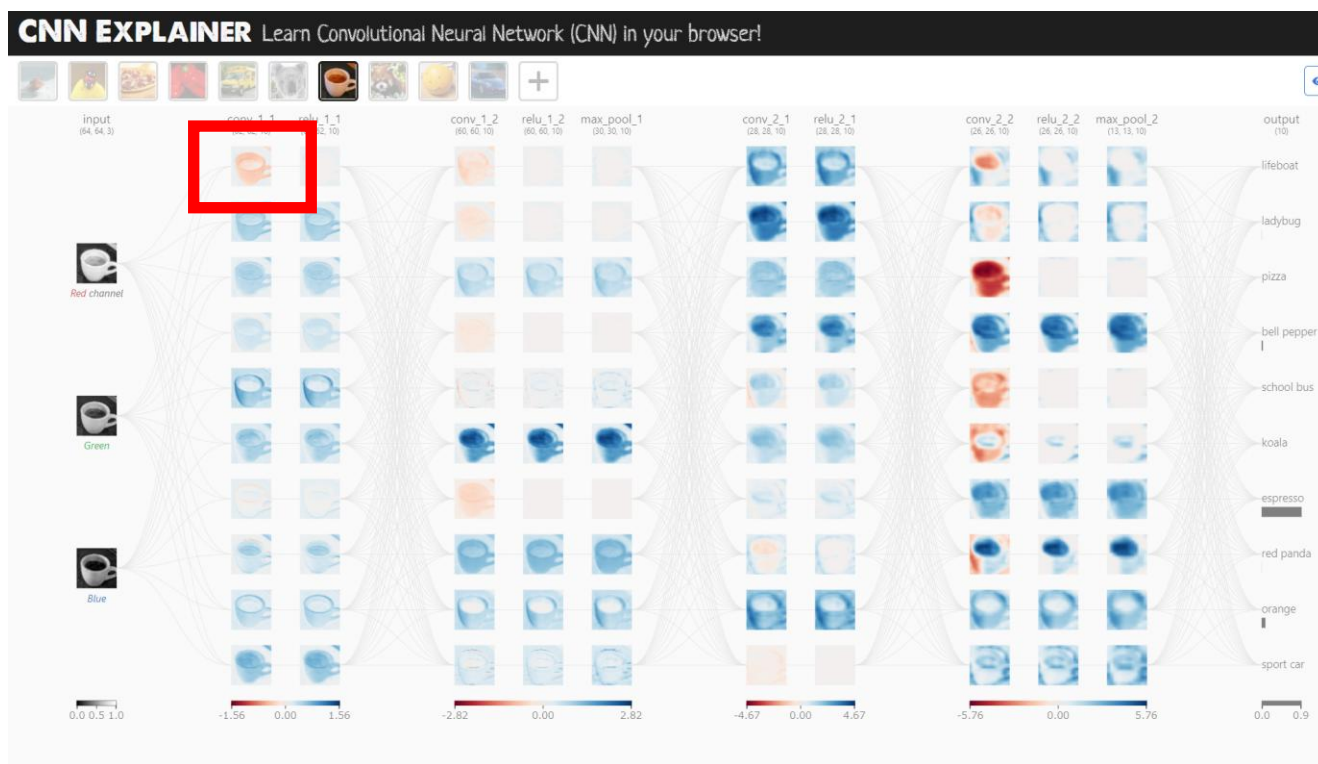 CNN EXPLAINER Learn Convolutional Neural Network (CNN) in your browser!
input conv_1_1 relu_1_1 conv_1_2 relu_1_2 max_pool_1 conv_2_1 relu_2_1 conv_2_2 relu_2_2 max_pool_2 output
(64, 64, 3) (60, 60, 10) (60, 60, 10) (30, 30, 10) (28, 28, 10) (28, 28, 10) (26, 26, 10) (26, 26, 10) (13, 13, 10) (10)
lifeboat
ladybug
pizza
Red channel
bell pepper
school bus
Green
koala
espresso
red panda
Blue
orange
sport car
0.0 0.5 1.0 -1.56 0.00 1.56 -2.82 0.00 2.82 -4.67 0.00 4.67 -5.76 0.00 5.76 0.0 0.9